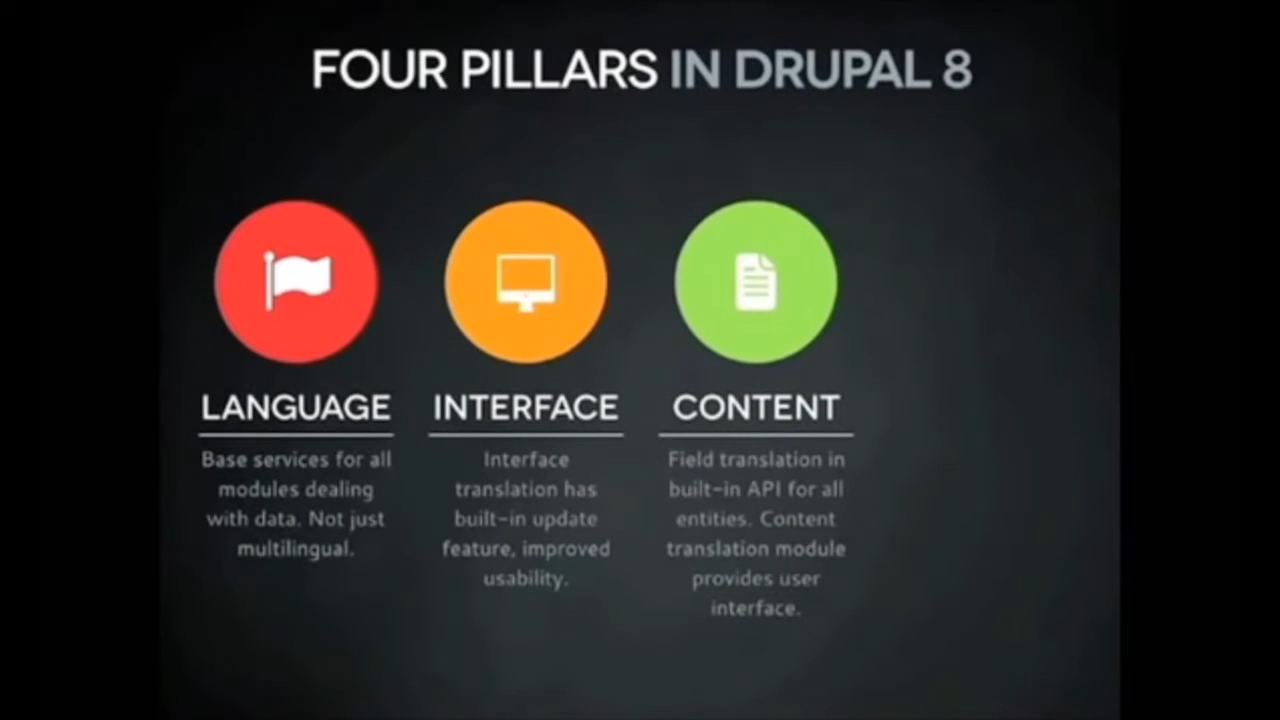 FOUR PILLARS IN DRUPAL 8
LANGUAGE
Base services for all
modules dealing
with data. Not just
multilingual.
INTERFACE
Interface
translation has
built-in update
feature, improved
usability.
CONTENT
Field translation in
built-in API for all
entities. Content
translation module
provides user
interface.